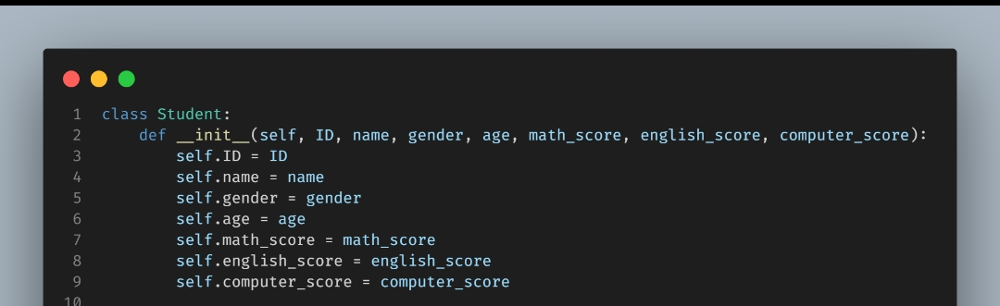 1 class Student:
2     def __init__(self, ID, name, gender, age, math_score, english_score, computer_score):
3         self.ID = ID
4         self.name = name
5         self.gender = gender
6         self.age = age
7         self.math_score = math_score
8         self.english_score = english_score
9         self.computer_score = computer_score
10